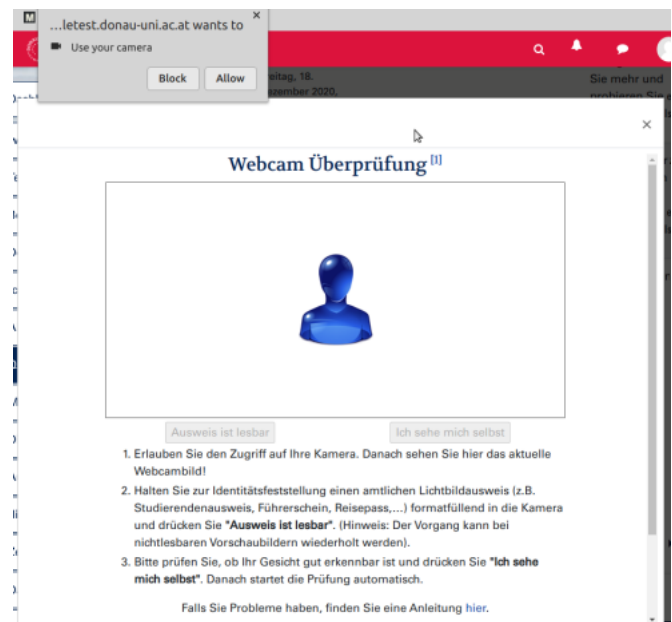 ...letest.donau-uni.ac.at wants to
Use your camera
Block Allow
eitag, 18.
ezember 2020,
Sie mehr und
probieren Sie
Webcam Überprüfung [1]
Ausweis ist lesbar Ich sehe mich selbst
1. Erlauben Sie den Zugriff auf Ihre Kamera. Danach sehen Sie hier das aktuelle
Webcambild!
2. Halten Sie zur Identitätsfeststellung einen amtlichen Lichtbildausweis (z.B.
Studierendenausweis, Führerschein, Reisepass,...) formatfüllend in die Kamera
und drücken Sie "Ausweis ist lesbar". (Hinweis: Der Vorgang kann bei
nichtlesbaren Vorschaubildern wiederholt werden).
3. Bitte prüfen Sie, ob Ihr Gesicht gut erkennbar ist und drücken Sie "Ich sehe
mich selbst". Danach startet die Prüfung automatisch.
Falls Sie Probleme haben, finden Sie eine Anleitung hier.